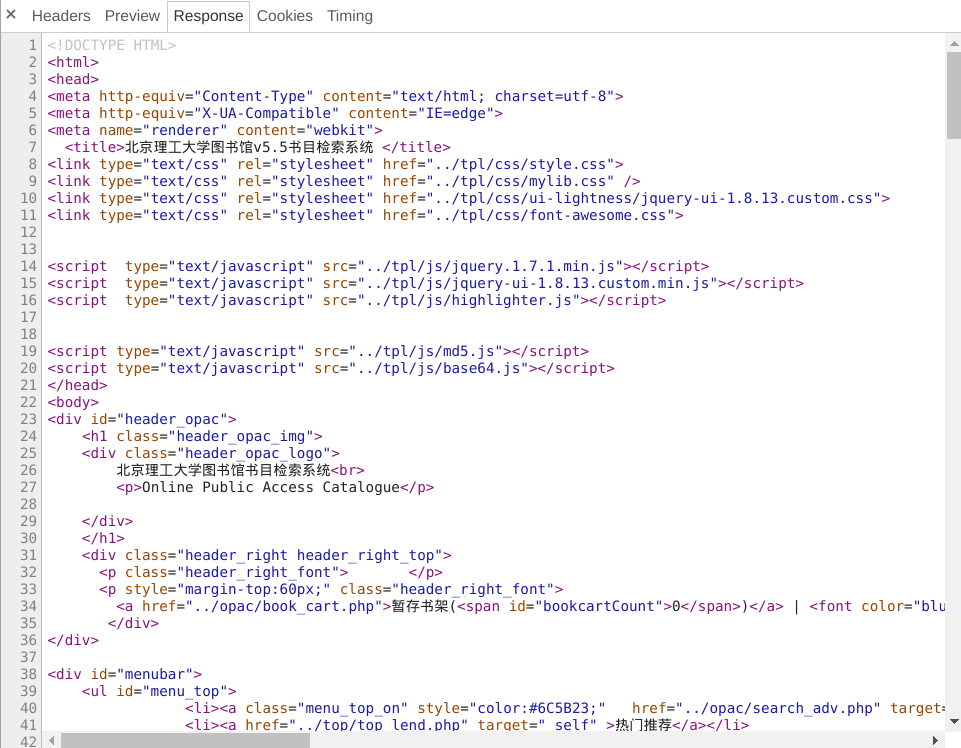 × Headers Preview Response Cookies Timing
1 <!DOCTYPE HTML>
2 <html>
3 <head>
4 <meta http-equiv="Content-Type" content="text/html; charset=utf-8">
5 <meta http-equiv="X-UA-Compatible" content="IE=edge">
6 <meta name="renderer" content="webkit">
7   <title>北京理工大学图书馆v5.5书目检索系统 </title>
8 <link type="text/css" rel="stylesheet" href="../tpl/css/style.css">
9 <link type="text/css" rel="stylesheet" href="../tpl/css/mylib.css" />
10 <link type="text/css" rel="stylesheet" href="../tpl/css/ui-lightness/jquery-ui-1.8.13.custom.css">
11 <link type="text/css" rel="stylesheet" href="../tpl/css/font-awesome.css">
12
13
14 <script  type="text/javascript" src="../tpl/js/jquery.1.7.1.min.js"></script>
15 <script  type="text/javascript" src="../tpl/js/jquery-ui-1.8.13.custom.min.js"></script>
16 <script  type="text/javascript" src="../tpl/js/highlighter.js"></script>
17
18
19 <script type="text/javascript" src="../tpl/js/md5.js"></script>
20 <script type="text/javascript" src="../tpl/js/base64.js"></script>
21 </head>
22 <body>
23 <div id="header_opac">
24     <h1 class="header_opac_img">
25     <div class="header_opac_logo">
26         北京理工大学图书馆书目检索系统<br>
27         <p>Online Public Access Catalogue</p>
28
29     </div>
30     </h1>
31     <div class="header_right header_right_top">
32       <p class="header_right_font">       </p>
33       <p style="margin-top:60px;" class="header_right_font">
34         <a href="../opac/book_cart.php">暂存书架(<span id="bookcartCount">0</span>)</a> | <font color="blu
35        </div>
36 </div>
37
38 <div id="menubar">
39     <ul id="menu_top">
40                 <li><a class="menu_top_on" style="color:#6C5B23;"   href="../opac/search_adv.php" target=
41                 <li><a href="../top/top_lend.php" target="_self" >热门推荐</a></li>
42